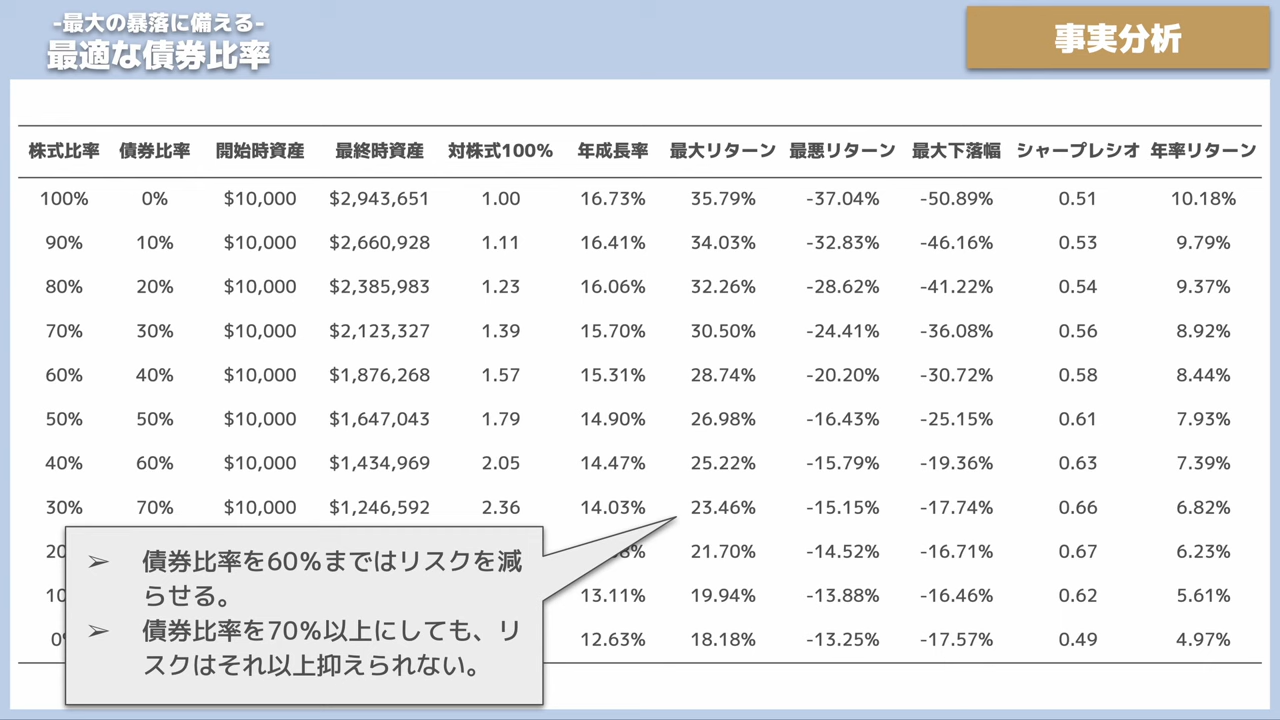 -最大の暴落に備える-
最適な債券比率
事実分析
株式比率 債券比率 開始時資産 最終時資産 対株式100% 年成長率 最大リターン 最悪リターン 最大下落幅 シャープレシオ 年率リターン
100% 0% $10,000 $2,943,651 1.00 16.73% 35.79% -37.04% -50.89% 0.51 10.18%
90% 10% $10,000 $2,660,928 1.11 16.41% 34.03% -32.83% -46.16% 0.53 9.79%
80% 20% $10,000 $2,385,983 1.23 16.06% 32.26% -28.62% -41.22% 0.54 9.37%
70% 30% $10,000 $2,123,327 1.39 15.70% 30.50% -24.41% -36.08% 0.56 8.92%
60% 40% $10,000 $1,876,268 1.57 15.31% 28.74% -20.20% -30.72% 0.58 8.44%
50% 50% $10,000 $1,647,043 1.79 14.90% 26.98% -16.43% -25.15% 0.61 7.93%
40% 60% $10,000 $1,434,969 2.05 14.47% 25.22% -15.79% -19.36% 0.63 7.39%
30% 70% $10,000 $1,246,592 2.36 14.03% 23.46% -15.15% -17.74% 0.66 6.82%
21.70% -14.52% -16.71% 0.67 6.23%
13.11% 19.94% -13.88% -16.46% 0.62 5.61%
12.63% 18.18% -13.25% -17.57% 0.49 4.97%
➢ 債券比率を60%まではリスクを減
らせる。
➢ 債券比率を70%以上にしても、リ
スクはそれ以上抑えられない。